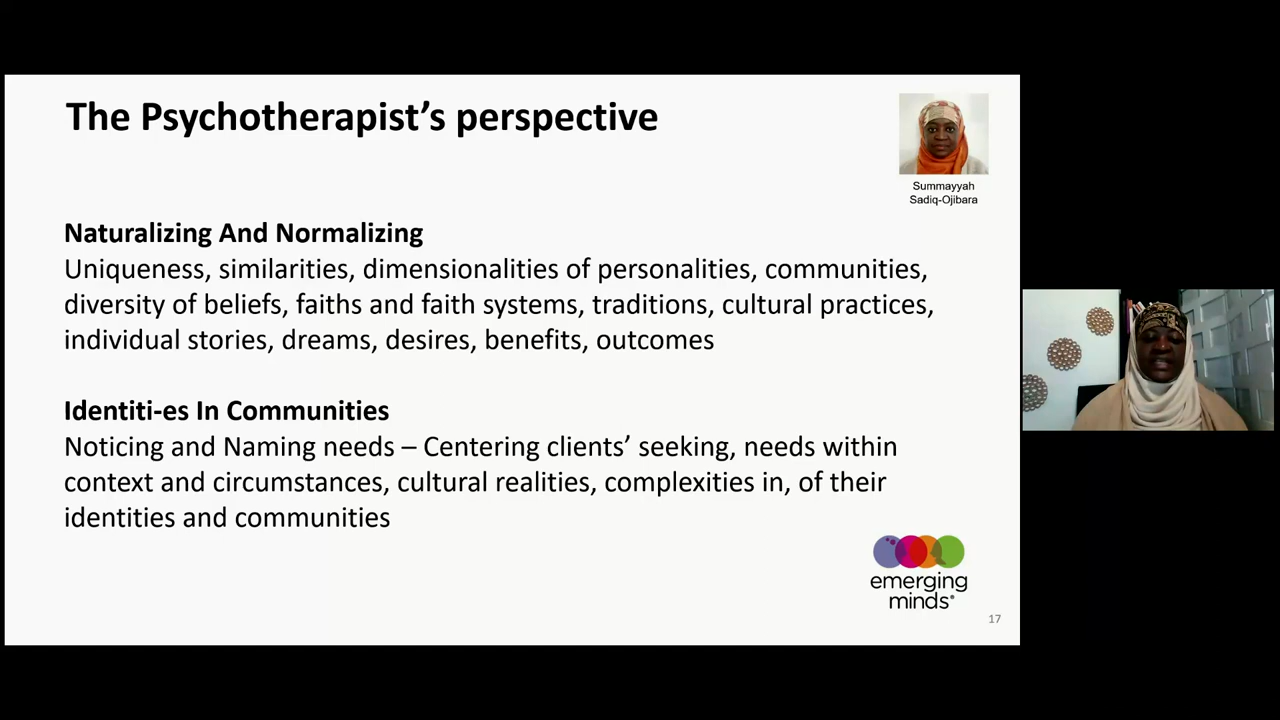 The Psychotherapist’s perspective
Summayyah
Sadiq-Ojibara
Naturalizing And Normalizing
Uniqueness, similarities, dimensionalities of personalities, communities,
diversity of beliefs, faiths and faith systems, traditions, cultural practices,
individual stories, dreams, desires, benefits, outcomes
Identiti-es In Communities
Noticing and Naming needs – Centering clients’ seeking, needs within
context and circumstances, cultural realities, complexities in, of their
identities and communities
emerging
minds
17